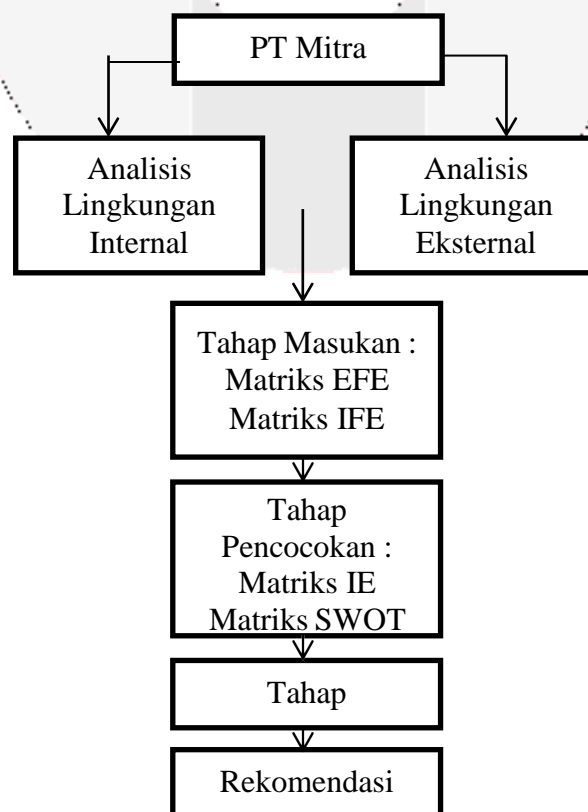 PT Mitra
Analisis
Lingkungan
Internal
Analisis
Lingkungan
Eksternal
Tahap Masukan :
Matriks EFE
Matriks IFE
Tahap
Pencocokan :
Matriks IE
Matriks SWOT
Tahap
Rekomendasi